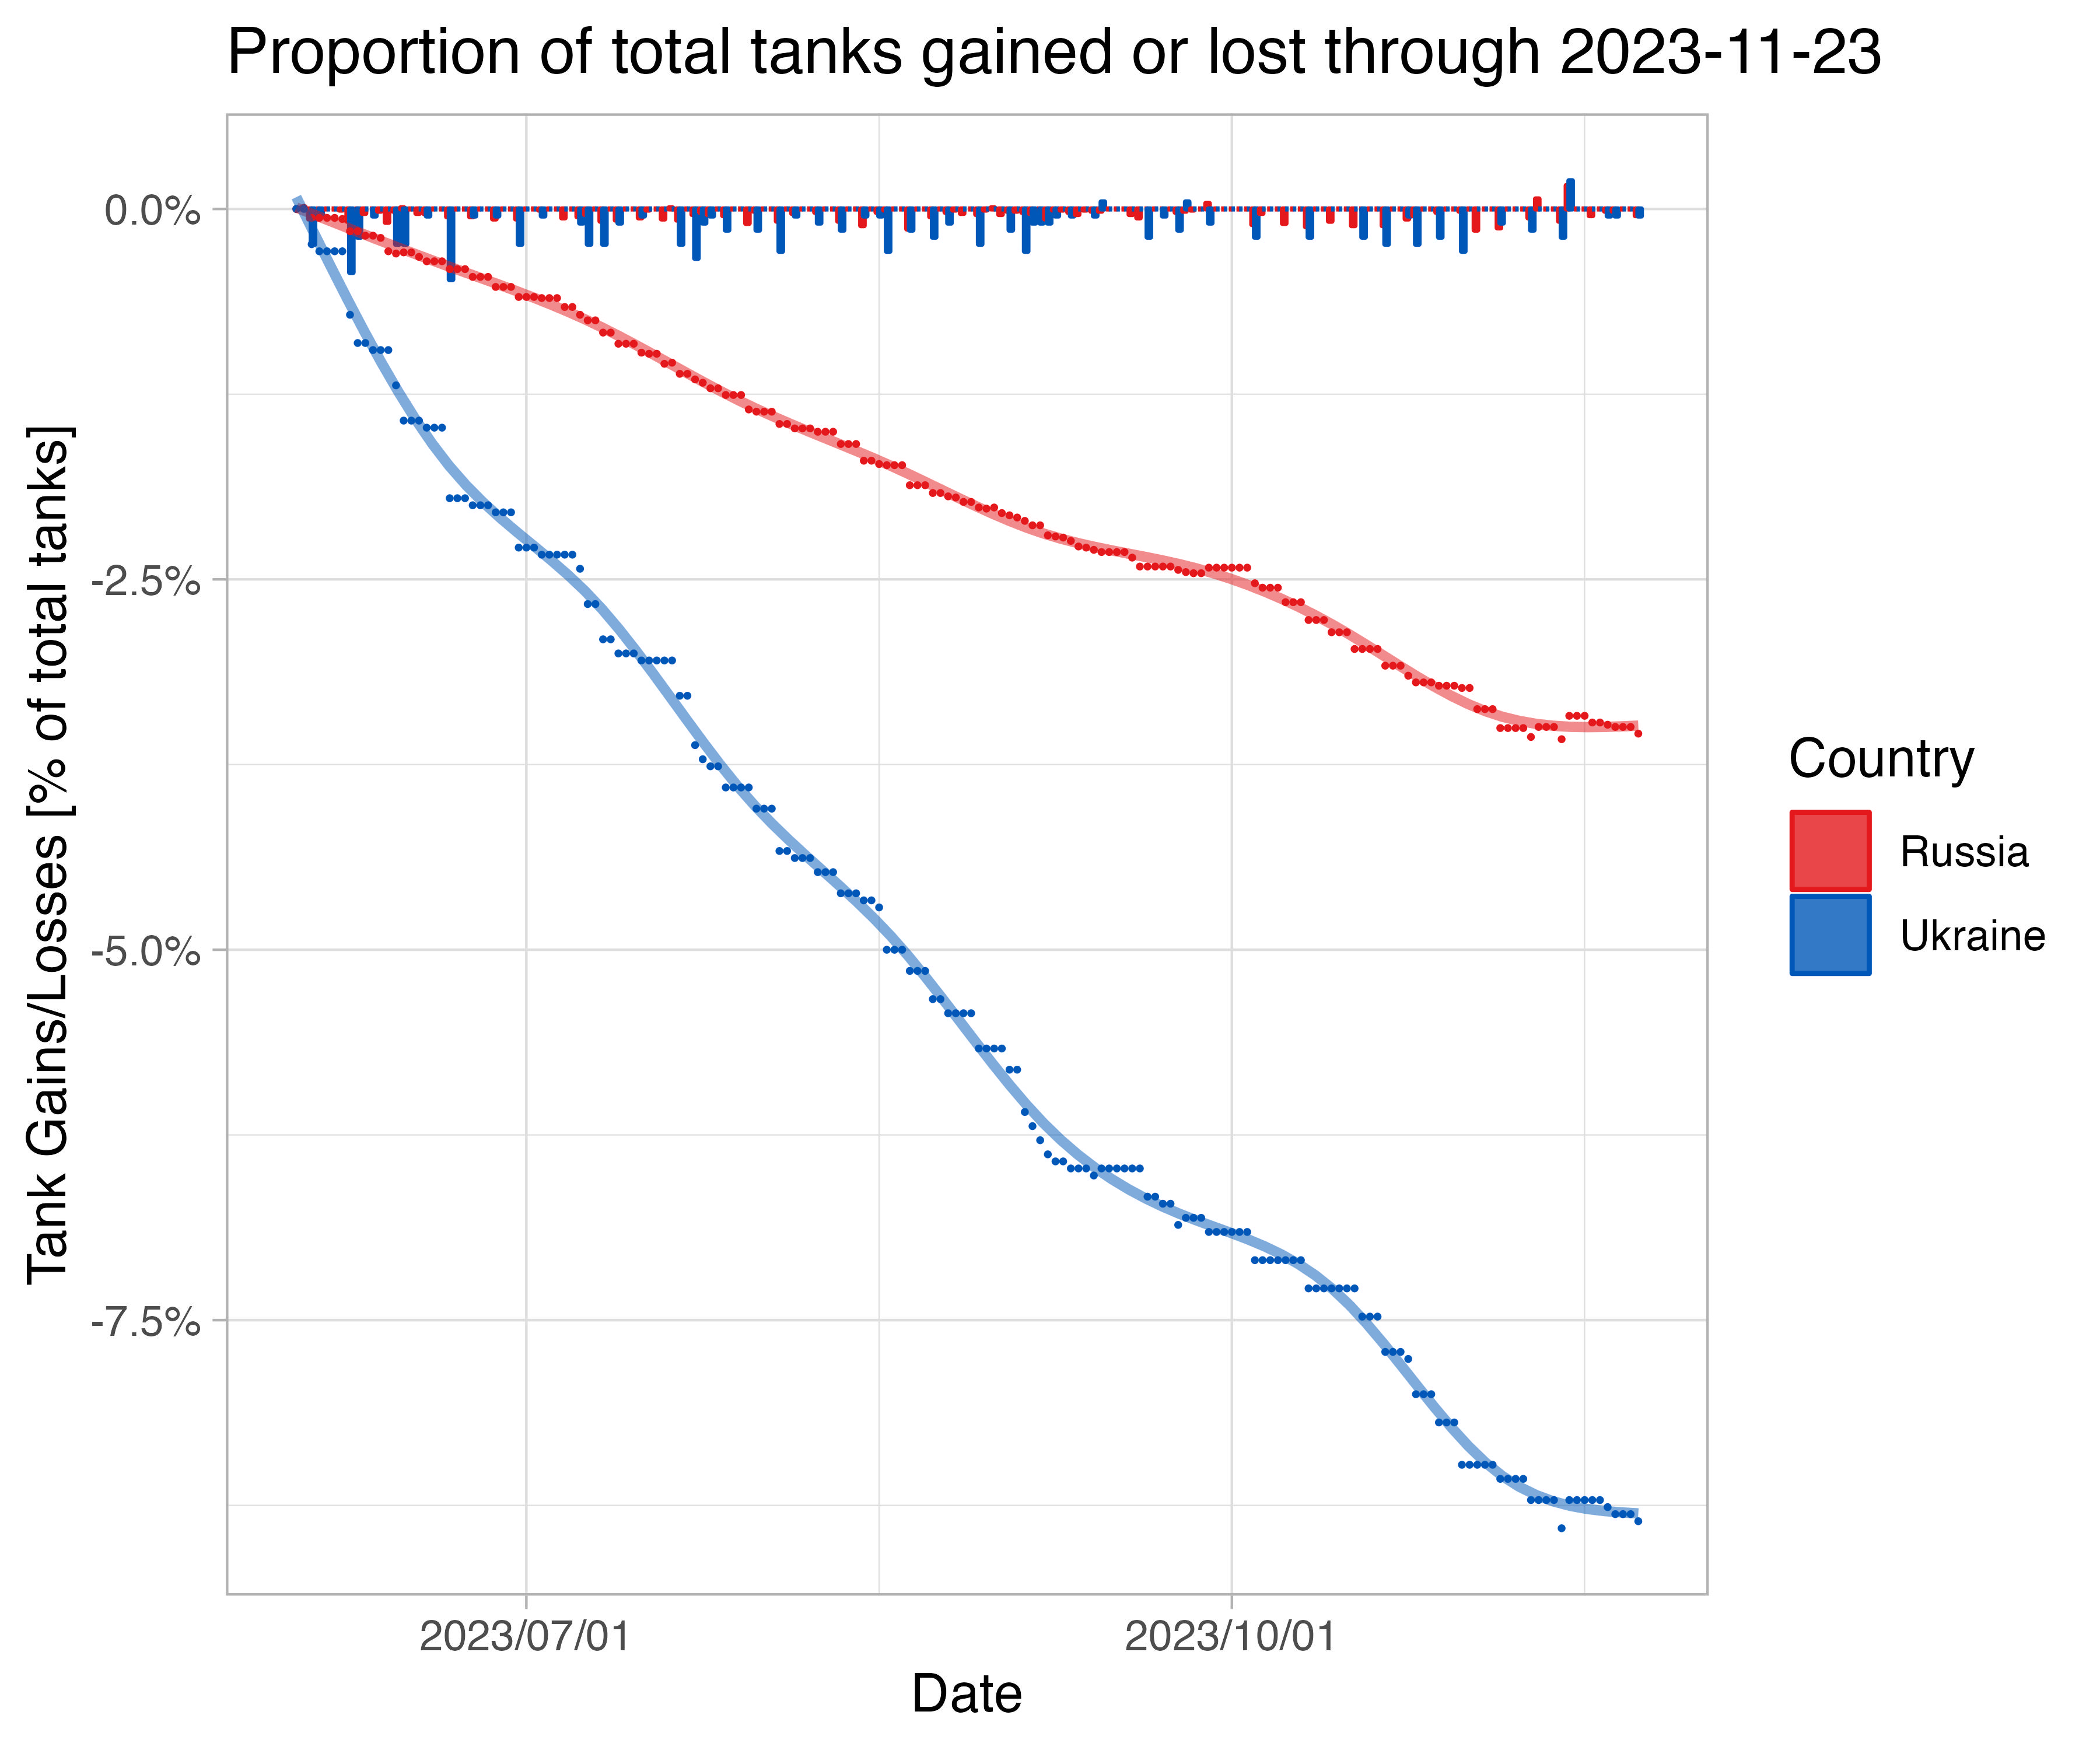 Proportion of total tanks gained or lost through 2023-11-23
Tank Gains/Losses [% of total tanks]
0.0%
-2.5%
-5.0%
-7.5%
2023/07/01
2023/10/01
Date
Country
Russia
Ukraine